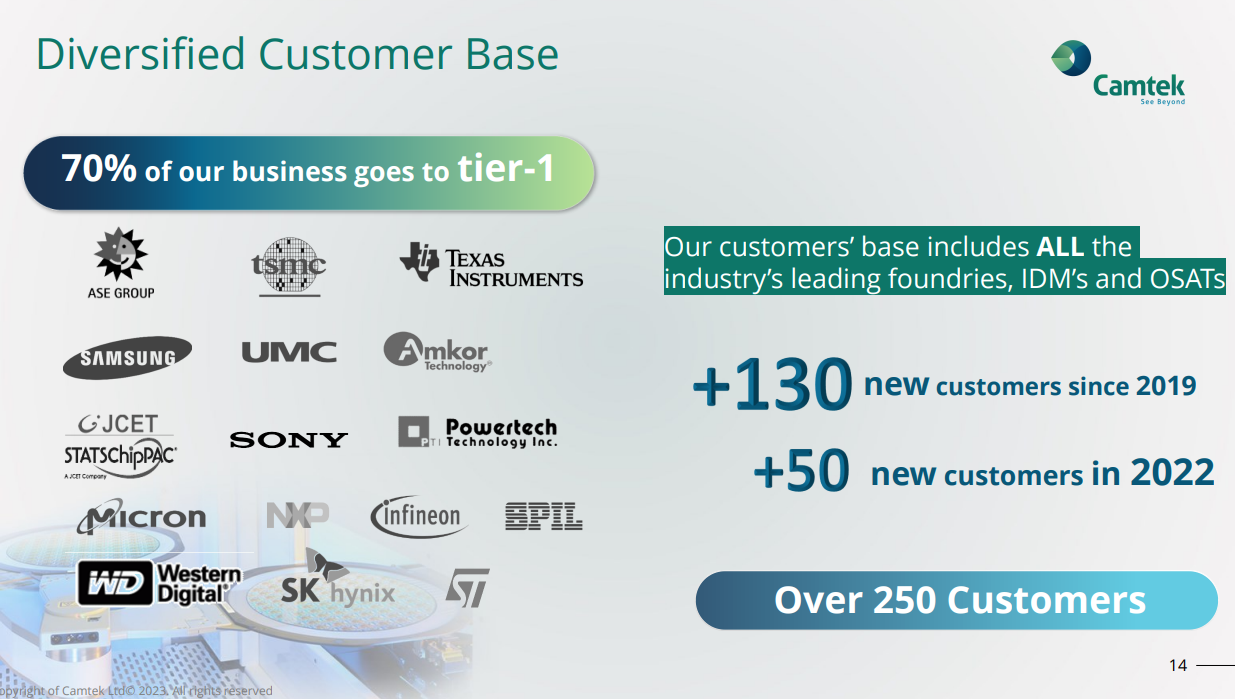 Diversified Customer Base
Camtek
See Beyond
70% of our business goes to tier-1
ASE GROUP
tsmc
TEXAS
INSTRUMENTS
SAMSUNG
UMC
Amkor
Technology®
JCET
STATSChipPAC®
A JCET Company
SONY
PTI
Powertech
Technology Inc.
Micron
NXP
infineon
SPIL
WD
Western
Digital®
SK hynix
ST
Our customers’ base includes ALL the
industry’s leading foundries, IDM’s and OSATs
+130 new customers since 2019
+50 new customers in 2022
Over 250 Customers
14
opyright of Camtek Ltd© 2023. All rights reserved